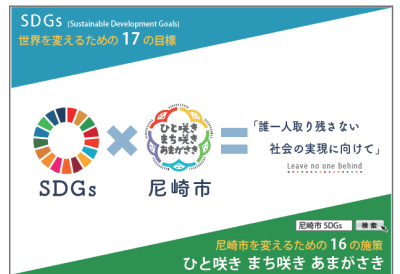 SDGs (Sustainable Development Goals)
世界を変えるための 17 の目標
ひと咲き
まち咲き
あまがさき
SDGs × 尼崎市 =
「誰一人取り残さない
社会の実現に向けて」
Leave no one behind
尼崎市 SDGs 検索
尼崎市を変えるための 16 の施策
ひと咲き まち咲き あまがさき